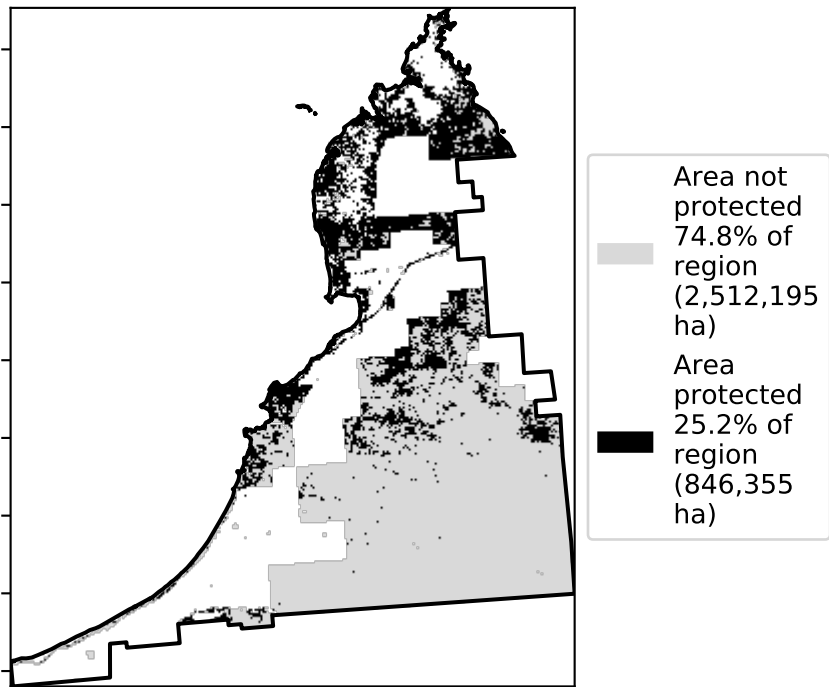 Area not
protected
74.8% of
region
(2,512,195
ha)
Area
protected
25.2% of
region
(846,355
ha)